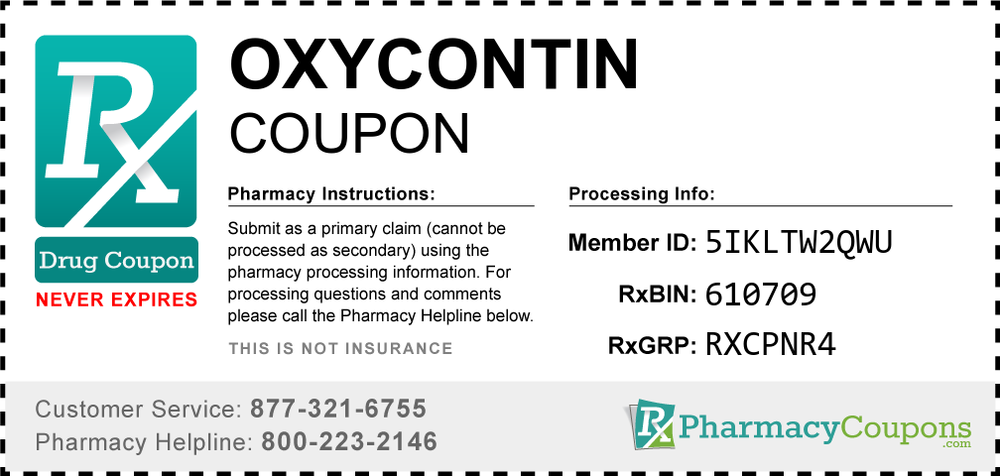 Rx
Drug Coupon
NEVER EXPIRES
OXYCONTIN
COUPON
Pharmacy Instructions:
Submit as a primary claim (cannot be
processed as secondary) using the
pharmacy processing information. For
processing questions and comments
please call the Pharmacy Helpline below.
THIS IS NOT INSURANCE
Processing Info:
Member ID: 5IKLTW2QWU
RxBIN: 610709
RxGRP: RXCPNR4
Customer Service: 877-321-6755
Pharmacy Helpline: 800-223-2146
Rx PharmacyCoupons
.com